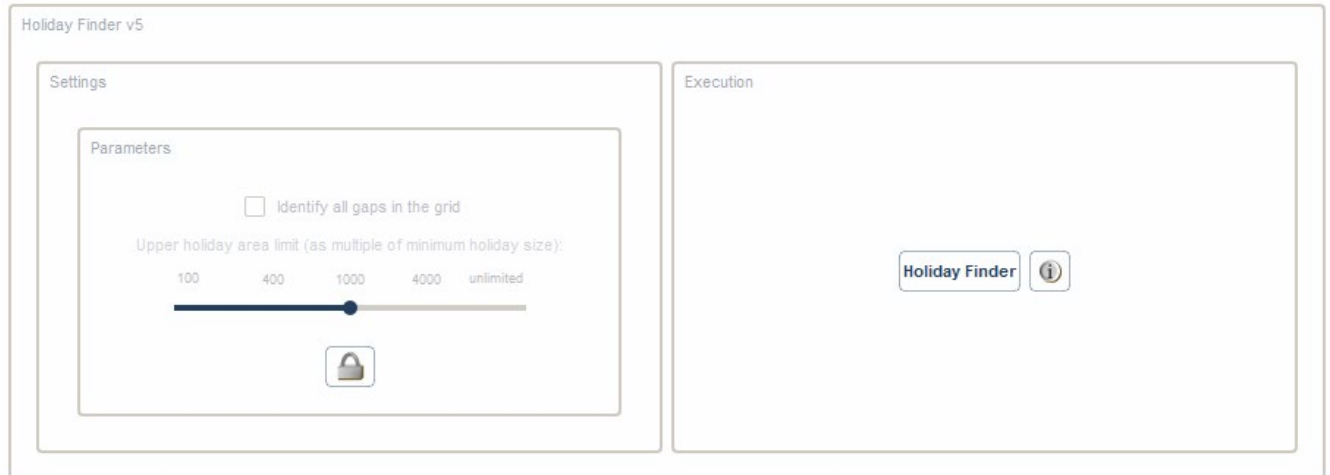 Holiday Finder v5
Settings
Parameters
Identify all gaps in the grid
Upper holiday area limit (as multiple of minimum holiday size):
100 400 1000 4000 unlimited
Execution
Holiday Finder